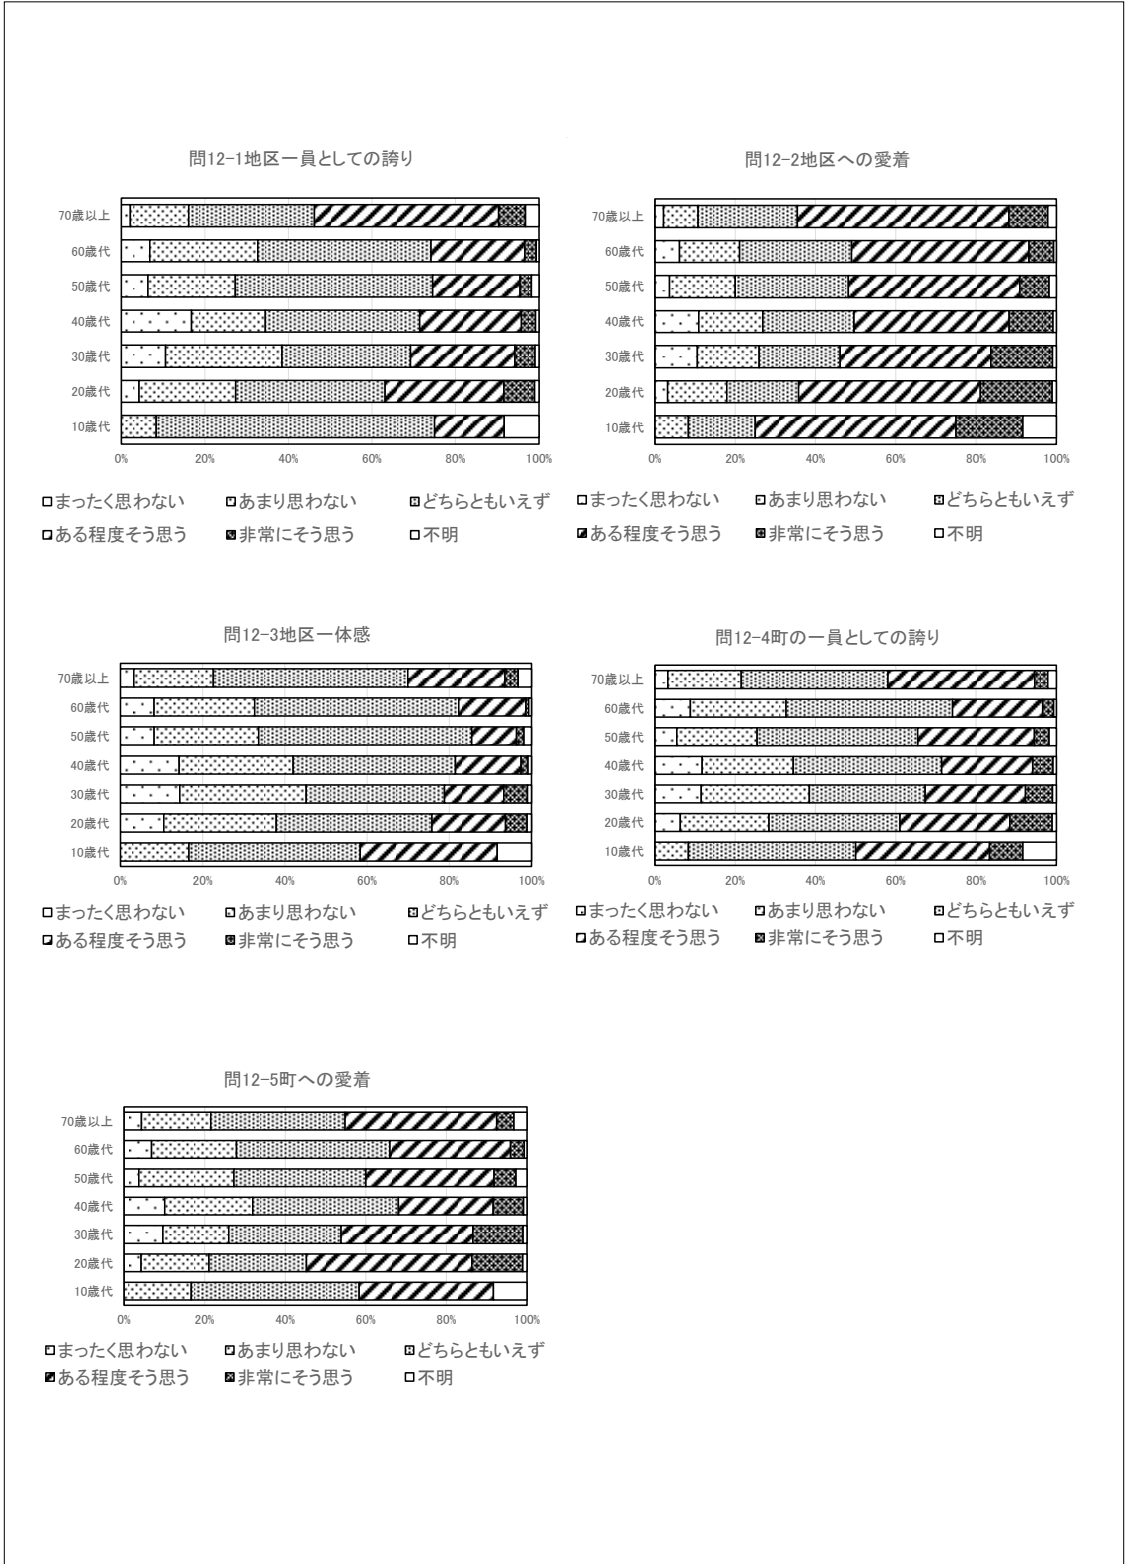 問12-1地区一員としての誇り
70歳以上
60歳代
50歳代
40歳代
30歳代
20歳代
10歳代
0% 20% 40% 60% 80% 100%
まったく思わない あまり思わない どちらともいえず
ある程度そう思う 非常にそう思う 不明
問12-2地区への愛着
70歳以上
60歳代
50歳代
40歳代
30歳代
20歳代
10歳代
0% 20% 40% 60% 80% 100%
まったく思わない あまり思わない どちらともいえず
ある程度そう思う 非常にそう思う 不明
問12-3地区一体感
70歳以上
60歳代
50歳代
40歳代
30歳代
20歳代
10歳代
0% 20% 40% 60% 80% 100%
まったく思わない あまり思わない どちらともいえず
ある程度そう思う 非常にそう思う 不明
問12-4町の一員としての誇り
70歳以上
60歳代
50歳代
40歳代
30歳代
20歳代
10歳代
0% 20% 40% 60% 80% 100%
まったく思わない あまり思わない どちらともいえず
ある程度そう思う 非常にそう思う 不明
問12-5町への愛着
70歳以上
60歳代
50歳代
40歳代
30歳代
20歳代
10歳代
0% 20% 40% 60% 80% 100%
まったく思わない あまり思わない どちらともいえず
ある程度そう思う 非常にそう思う 不明